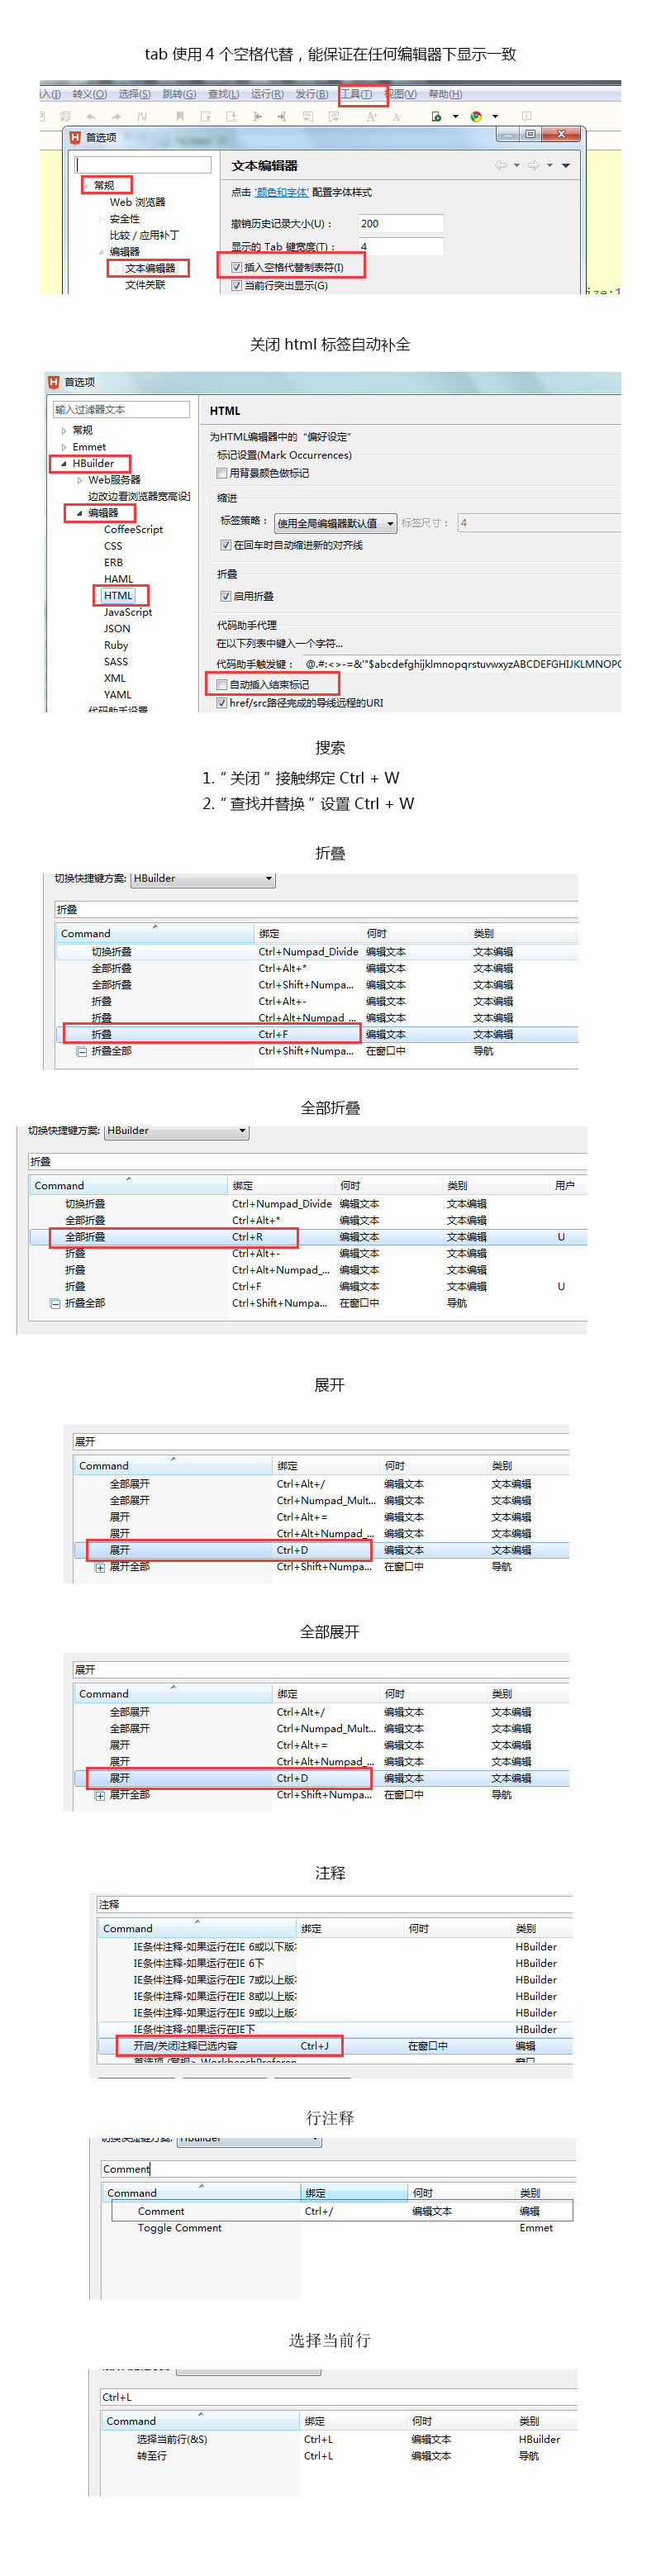 tab 使用 4 个空格代替，能保证在任何编辑器下显示一致
转义(O) 选择(S) 跳转(G) 查找(L) 运行(R) 发行(B) 工具(T) 视图(V) 帮助(H)
首选项
文本编辑器
常规
点击 '颜色和字体' 配置字体样式
Web 浏览器
安全性
撤销历史记录大小(U)： 200
比较 / 应用补丁
显示的 Tab 键宽度(T)： 4
编辑器
文本编辑器
插入空格代替制表符(I)
文件关联
当前行突出显示(G)
ize:1
关闭 html 标签自动补全
首选项
输入过滤器文本
HTML
常规
为HTML编辑器中的 "偏好设定"
Emmet
标记设置(Mark Occurrences)
HBuilder
用背景颜色做标记
Web服务器
边改边看浏览器宽高设
缩进
编辑器
标签策略： 使用全局编辑器默认值 标签尺寸： 4
CoffeeScript
CSS
在回车时自动缩进新的对齐线
ERB
折叠
HAML
HTML
启用折叠
JavaScript
代码助手代理
JSON
在以下列表中键入一个字符...
Ruby
SASS
代码助手触发键： @.#:<>-=&'"$abcdefghijklmnopqrstuvwxyzABCDEFGHIJKLMNOPC
XML
自动插入结束标记
YAML
href/src路径完成的导线远程的URI
代码助手设置
搜索
1. " 关闭 " 接触绑定 Ctrl + W
2. " 查找并替换 " 设置 Ctrl + W
折叠
切换快捷键方案: HBuilder
折叠
Command 绑定 何时 类别
切换折叠 Ctrl+Numpad_Divide 编辑文本 文本编辑
全部折叠 Ctrl+Alt+* 编辑文本 文本编辑
全部折叠 Ctrl+Shift+Numpa... 编辑文本 文本编辑
折叠 Ctrl+Alt+- 编辑文本 文本编辑
折叠 Ctrl+Alt+Numpad_... 编辑文本 文本编辑
折叠 Ctrl+F 编辑文本 文本编辑
折叠全部 Ctrl+Shift+Numpa... 在窗口中 导航
全部折叠
切换快捷键方案: HBuilder
折叠
Command 绑定 何时 类别 用户
切换折叠 Ctrl+Numpad_Divide 编辑文本 文本编辑
全部折叠 Ctrl+Alt+* 编辑文本 文本编辑
全部折叠 Ctrl+R 编辑文本 文本编辑 U
折叠 Ctrl+Alt+- 编辑文本 文本编辑
折叠 Ctrl+Alt+Numpad_... 编辑文本 文本编辑
折叠 Ctrl+F 编辑文本 文本编辑 U
折叠全部 Ctrl+Shift+Numpa... 在窗口中 导航
展开
展开
Command 绑定 何时 类别
全部展开 Ctrl+Alt+/ 编辑文本 文本编辑
全部展开 Ctrl+Numpad_Mult... 编辑文本 文本编辑
展开 Ctrl+Alt+= 编辑文本 文本编辑
展开 Ctrl+Alt+Numpad_... 编辑文本 文本编辑
展开 Ctrl+D 编辑文本 文本编辑
展开全部 Ctrl+Shift+Numpa... 在窗口中 导航
全部展开
展开
Command 绑定 何时 类别
全部展开 Ctrl+Alt+/ 编辑文本 文本编辑
全部展开 Ctrl+Numpad_Mult... 编辑文本 文本编辑
展开 Ctrl+Alt+= 编辑文本 文本编辑
展开 Ctrl+Alt+Numpad_... 编辑文本 文本编辑
展开 Ctrl+D 编辑文本 文本编辑
展开全部 Ctrl+Shift+Numpa... 在窗口中 导航
注释
注释
Command 绑定 何时 类别
IE条件注释-如果运行在IE 6或以下版 HBuilder
IE条件注释-如果运行在IE 6下 HBuilder
IE条件注释-如果运行在IE 7或以上版 HBuilder
IE条件注释-如果运行在IE 8或以上版 HBuilder
IE条件注释-如果运行在IE 9或以上版 HBuilder
IE条件注释-如果运行在IE下 HBuilder
开启/关闭注释已选内容 Ctrl+J 在窗口中 编辑
首选项 (常规> WorkbenchPreferen 窗口
行注释
切换快捷键方案: HBuilder
Comment
Command 绑定 何时 类别
Comment Ctrl+/ 编辑文本 编辑
Toggle Comment Emmet
选择当前行
Ctrl+L
Command 绑定 何时 类别
选择当前行(&S) Ctrl+L 编辑文本 HBuilder
转至行 Ctrl+L 编辑文本 导航